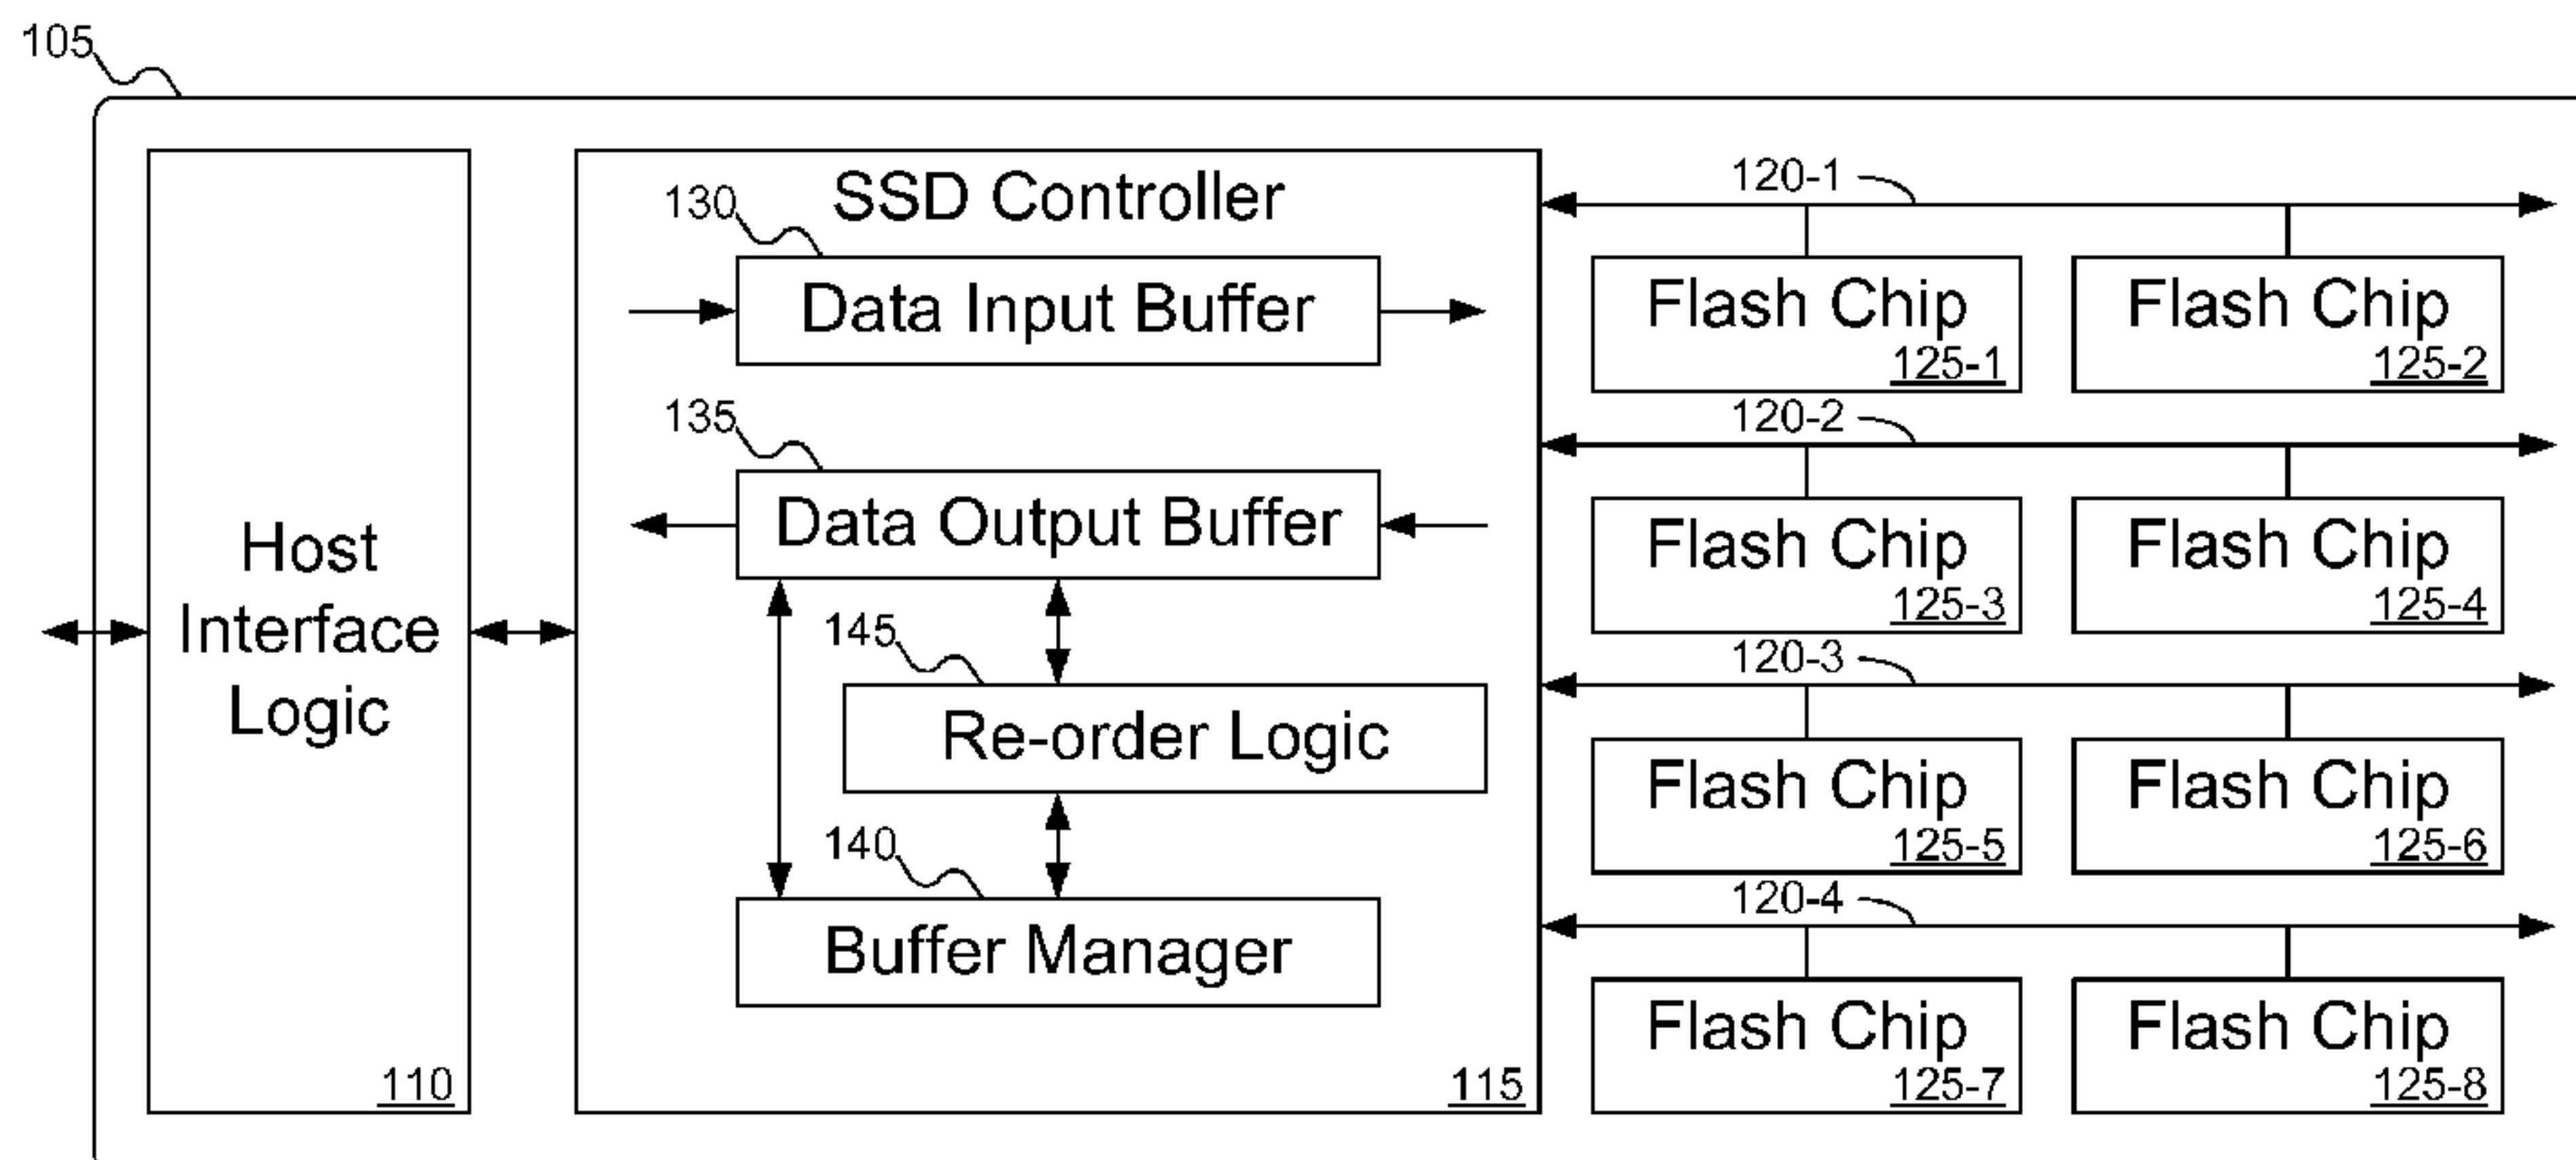 105
Host
Interface
Logic
110
SSD Controller
130
Data Input Buffer
135
Data Output Buffer
145
Re-order Logic
140
Buffer Manager
115
120-1
Flash Chip
125-1
Flash Chip
125-2
120-2
Flash Chip
125-3
Flash Chip
125-4
120-3
Flash Chip
125-5
Flash Chip
125-6
120-4
Flash Chip
125-7
Flash Chip
125-8